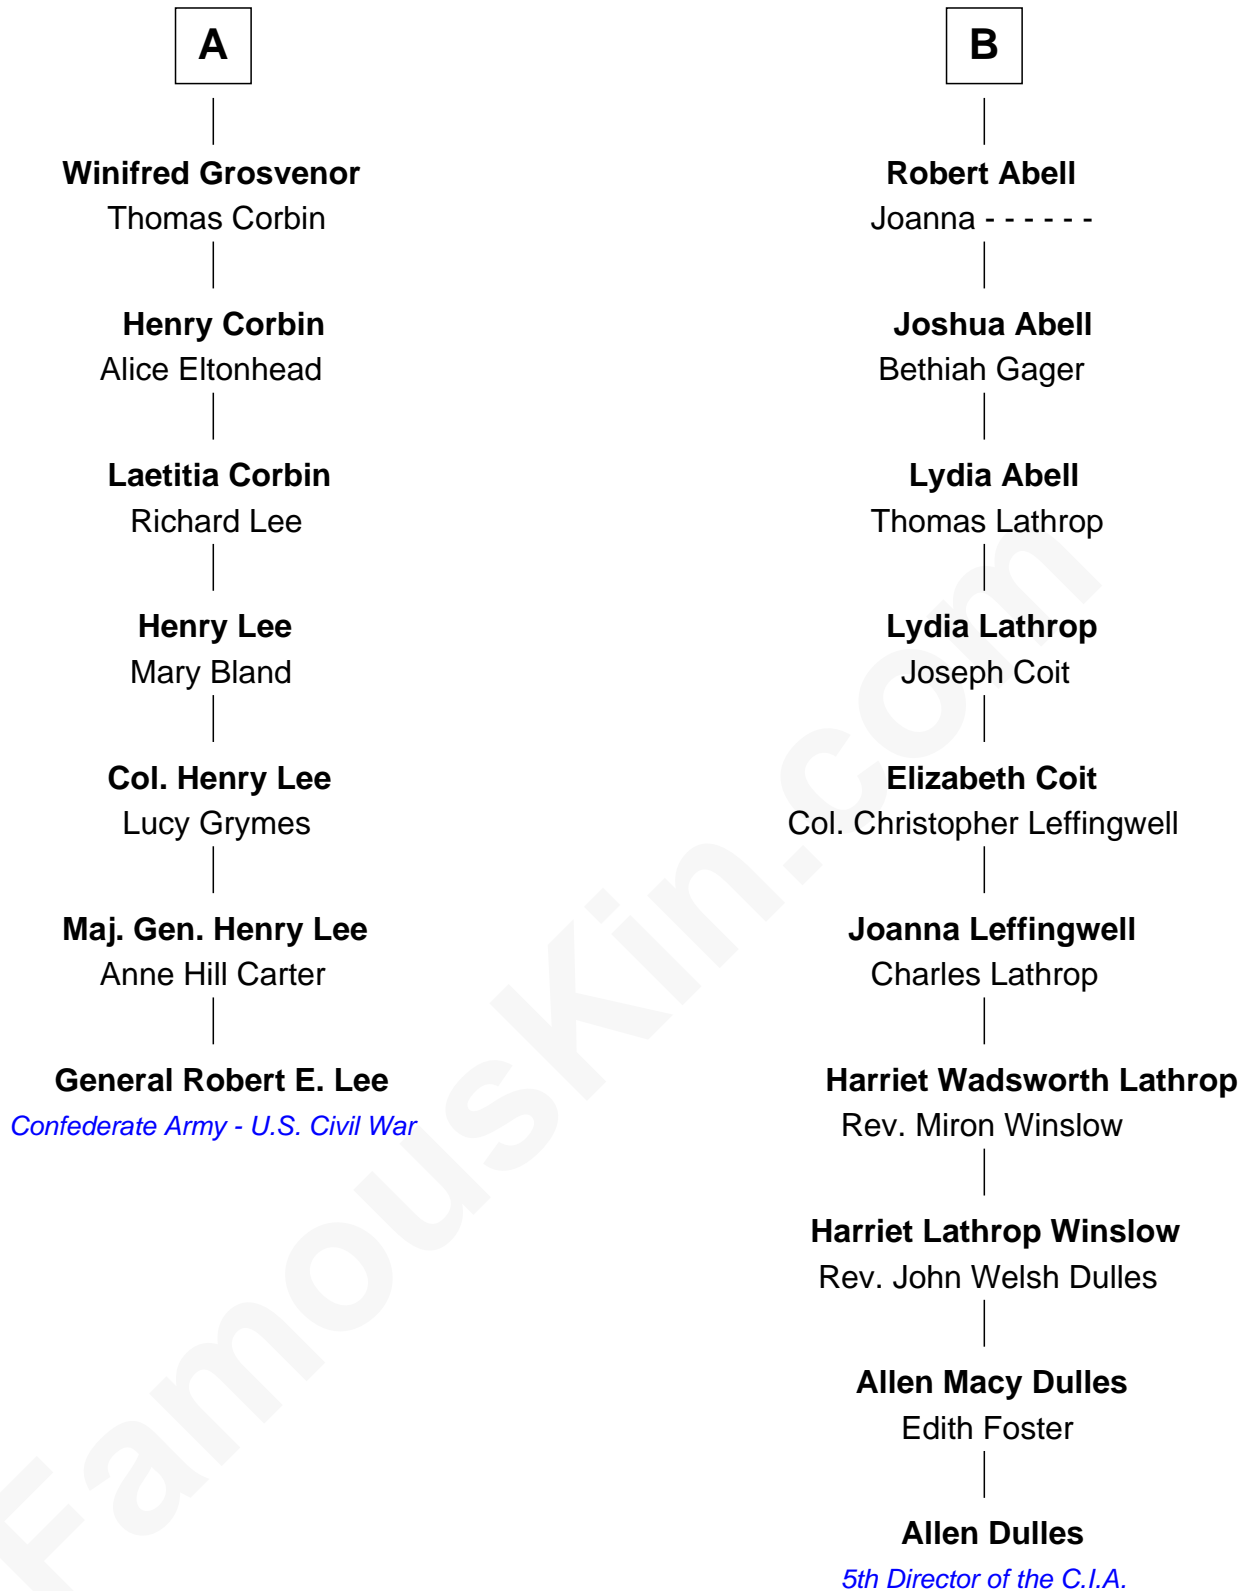 A
Winifred Grosvenor
Thomas Corbin
Henry Corbin
Alice Eltonhead
Laetitia Corbin
Richard Lee
Henry Lee
Mary Bland
Col. Henry Lee
Lucy Grymes
Maj. Gen. Henry Lee
Anne Hill Carter
General Robert E. Lee
Confederate Army - U.S. Civil War
B
Robert Abell
Joanna - - - - - -
Joshua Abell
Bethiah Gager
Lydia Abell
Thomas Lathrop
Lydia Lathrop
Joseph Coit
Elizabeth Coit
Col. Christopher Leffingwell
Joanna Leffingwell
Charles Lathrop
Harriet Wadsworth Lathrop
Rev. Miron Winslow
Harriet Lathrop Winslow
Rev. John Welsh Dulles
Allen Macy Dulles
Edith Foster
Allen Dulles
5th Director of the C.I.A.
FamousKin.com